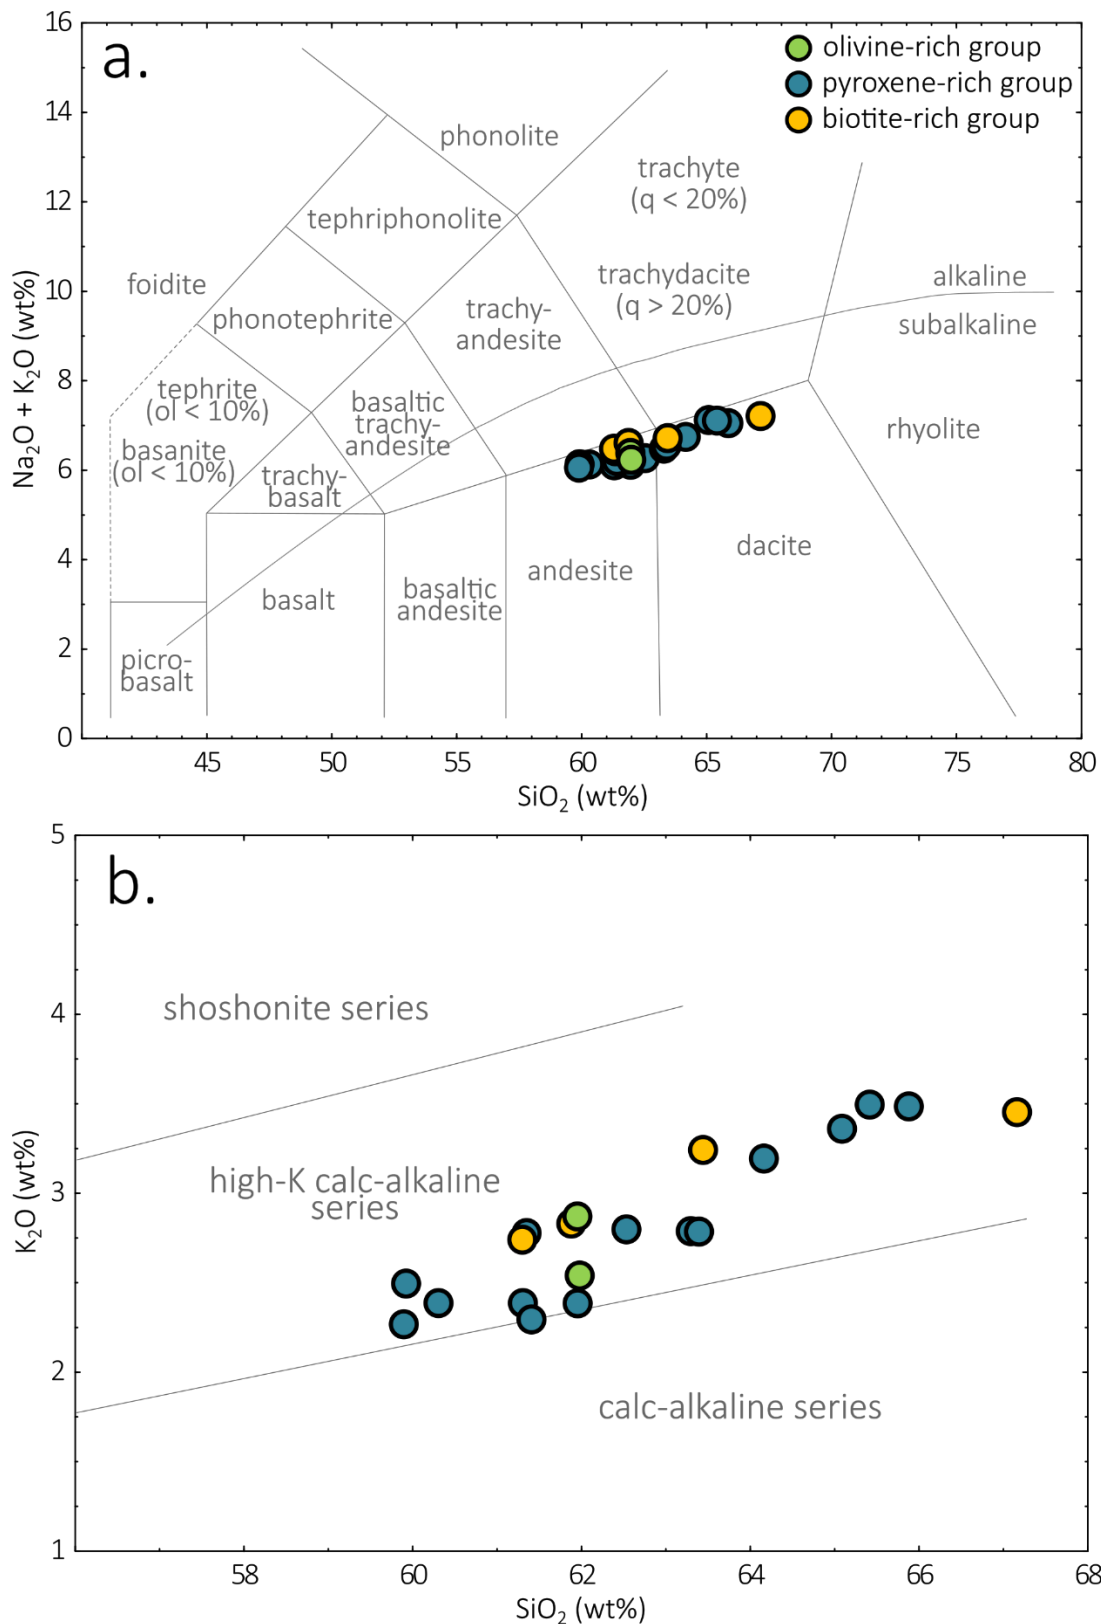 a.
olivine-rich group
pyroxene-rich group
biotite-rich group
16
14
12
10
8
6
4
2
0
Na₂O + K₂O (wt%)
phonolite
trachyte
(q < 20%)
tephriphonolite
foidite
trachydacite
(q > 20%)
alkaline
phonotephrite
trachy-
andesite
subalkaline
tephrite
(ol < 10%)
basaltic
trachy-
andesite
basanite
(ol < 10%)
rhyolite
trachy-
basalt
dacite
andesite
basalt
basaltic
andesite
picro-
basalt
45
50
55
60
65
70
75
80
SiO₂ (wt%)
b.
5
4
3
2
1
K₂O (wt%)
shoshonite series
high-K calc-alkaline
series
calc-alkaline series
58
60
62
64
66
68
SiO₂ (wt%)